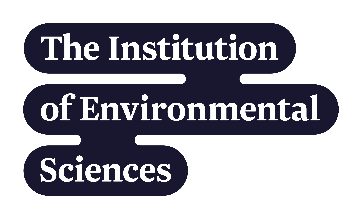 The Institution
of Environmental
Sciences